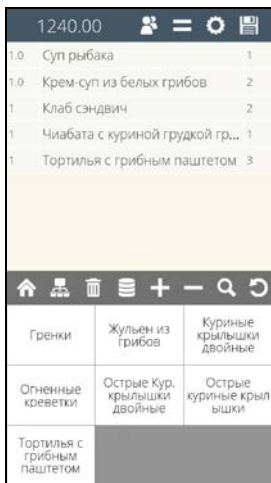 1240.00
1.0 Суп рыбака 1
1.0 Крем-суп из белых грибов 2
1 Клаб сэндвич 2
1 Чиабата с куриной грудкой гр... 1
1 Тортилья с грибным паштетом 3
Гренки
Жульен из
грибов
Куриные
крылышки
двойные
Огненные
креветки
Острые Кур.
крылышки
двойные
Острые
куриные крыл
ышки
Тортилья с
грибным
паштетом